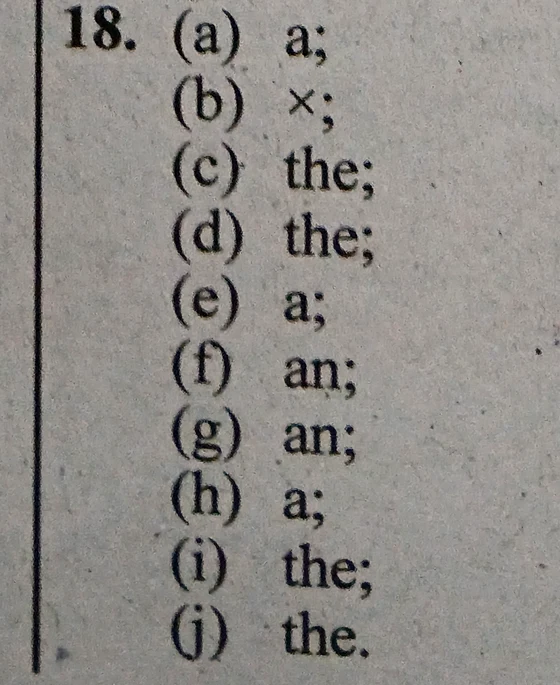 18. (a) a;
(b) ×;
(c) the;
(d) the;
(e) a;
(f) an;
(g) an;
(h) a;
(i) the;
(j) the.